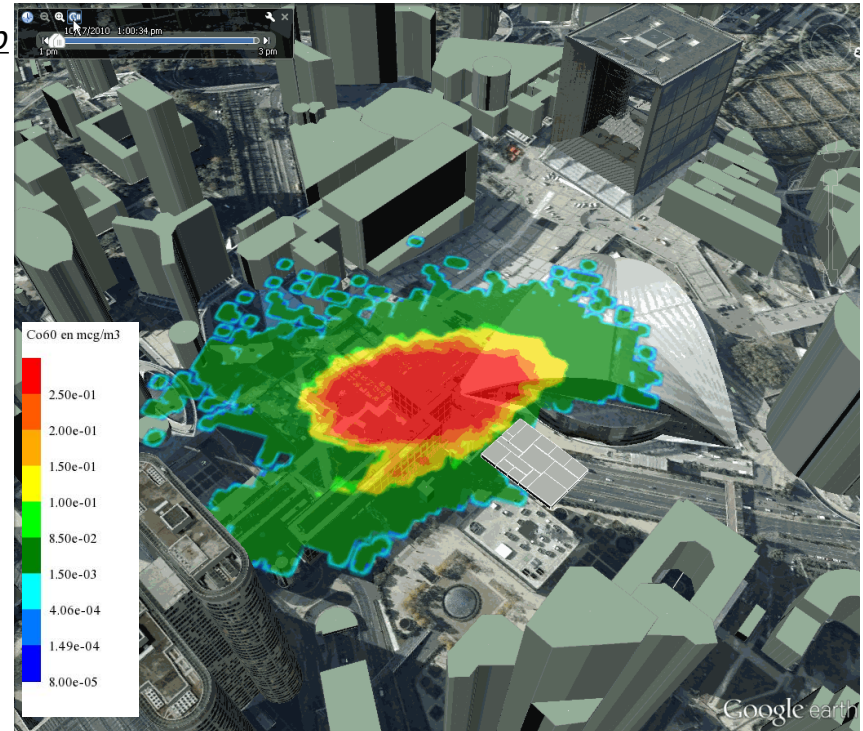 1:00:34 pm
1 pm
3 pm
Co60 en mcg/m3
2.50e-01
2.00e-01
1.50e-01
1.00e-01
8.50e-02
1.50e-03
4.06e-04
1.49e-04
8.00e-05
Google earth